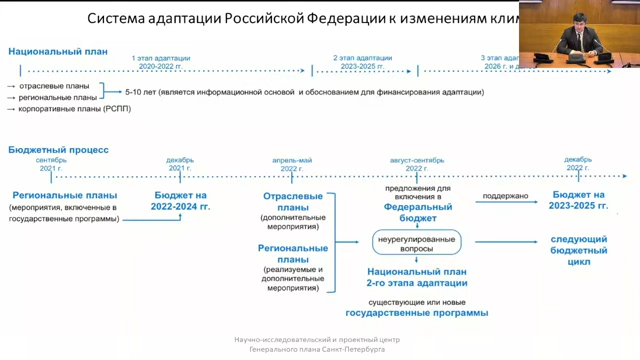 Система адаптации Российской Федерации к изменениям клим
Национальный план
1 этап адаптации
2020-2022 гг.
2 этап адаптации
2023-2025 гг.
3 этап адап
2026 г. и д
→ отраслевые планы
→ региональные планы
→ корпоративные планы (РСПП)
5-10 лет (является информационной основой и обоснованием для финансирования адаптации)
Бюджетный процесс
сентябрь
2021 г.
декабрь
2021 г.
апрель-май
2022 г.
август-сентябрь
2022 г.
декабрь
2022 г.
Региональные планы
(мероприятия, включенные в
государственные программы)
Бюджет на
2022-2024 гг.
Отраслевые
планы
(дополнительные
мероприятия)
Региональные
планы
(реализуемые и
дополнительные
мероприятия)
предложения для
включения в
Федеральный
бюджет
поддержано
Бюджет на
2023-2025 гг.
неурегулированные
вопросы
следующий
бюджетный
цикл
Национальный план
2-го этапа адаптации
существующие или новые
государственные программы
Научно-исследовательский и проектный центр
Генерального плана Санкт-Петербурга